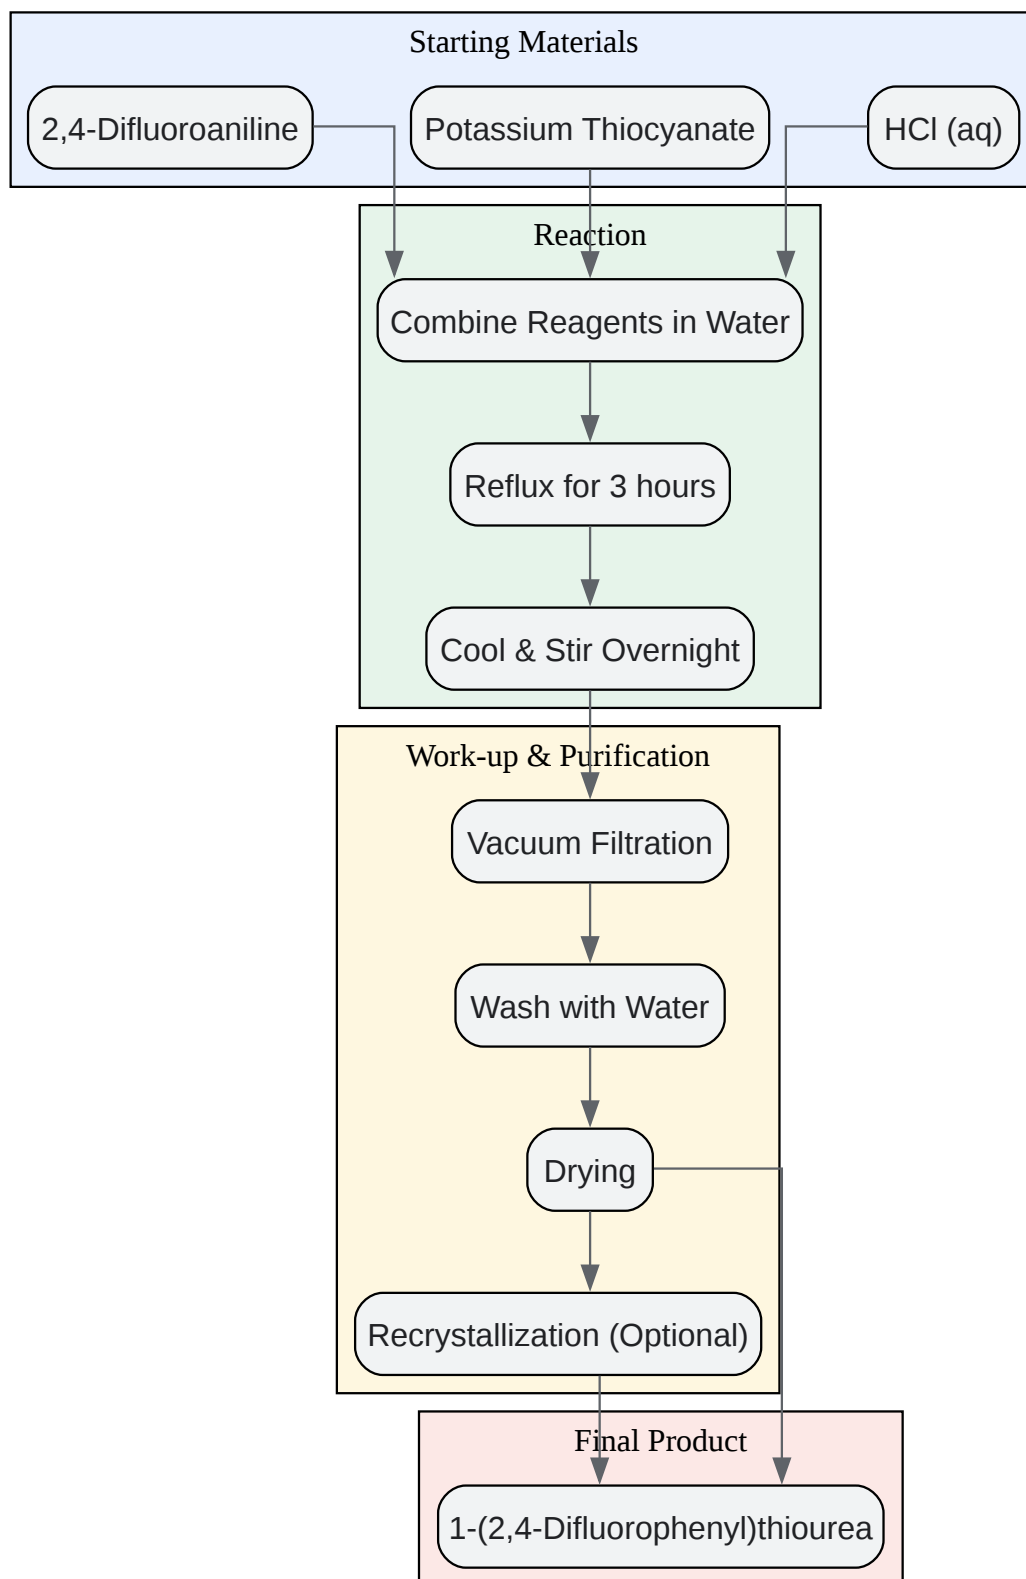 Starting Materials
2,4-Difluoroaniline
Potassium Thiocyanate
HCl (aq)
Reaction
Combine Reagents in Water
Reflux for 3 hours
Cool & Stir Overnight
Work-up & Purification
Vacuum Filtration
Wash with Water
Drying
Recrystallization (Optional)
Final Product
1-(2,4-Difluorophenyl)thiourea